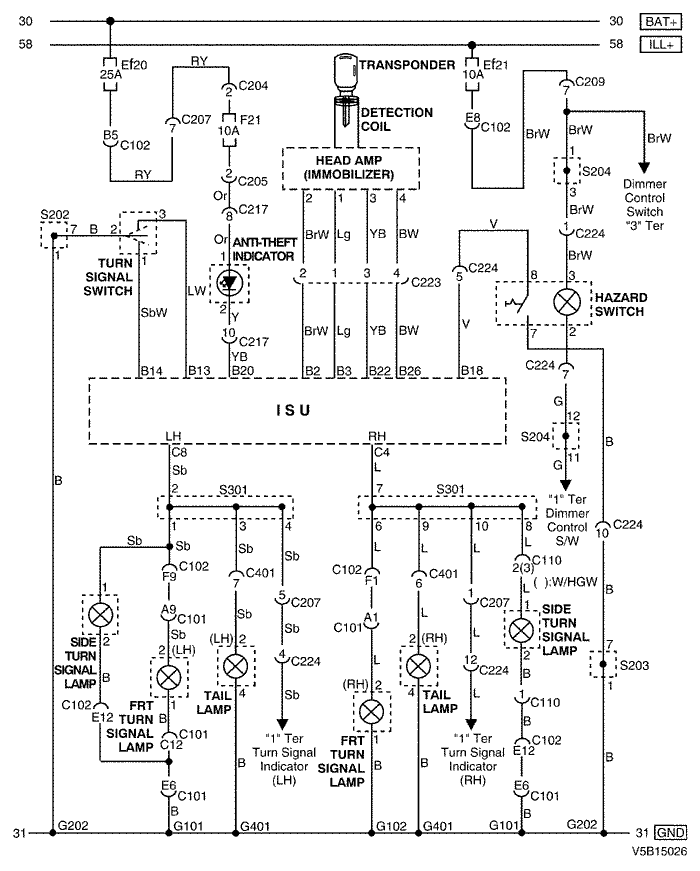 30 30 BAT+
58 58 ILL+
Ef20
25A
RY
C204
2
F21
10A
C207
7
B5
C102
RY
2
C205
Or
C217
8
Or
TRANSPONDER
DETECTION
COIL
HEAD AMP
(IMMOBILIZER)
2 1 3 4
BrW Lg YB BW
2 1 3 4 C223
BrW Lg YB BW
Ef21
10A
E8
C102
BrW
C209
7
BrW BrW
1
S204
3
BrW
Dimmer
Control
Switch
"3" Ter
1
C224
BrW
S202
7 B 2 3
1 1
TURN
SIGNAL
SWITCH
SbW
LW
ANTI-THEFT
INDICATOR
1
2
Y
10
C217
YB
V
C224
5
V
8 3
HAZARD
SWITCH
7 2
C224
7
G
12
S204
11
G
"1" Ter
Dimmer
Control
S/W
B
C224
10
B
7
S203
1
B
B14 B13 B20 B2 B3 B22 B26 B18
I S U
LH RH
C8 C4
Sb L
2 S301 7 S301
1 3 4 6 9 10 8
Sb Sb Sb Sb L L L L
B
C102
F9
C401
7
C207
5
C102
F1
C401
6
C207
1
C110
2(3)
( ):W/HGW
L
1
SIDE
TURN
SIGNAL
LAMP
2
B
1
C110
B
C102
E12
B
E6
C101
B
1
2
SIDE
TURN
SIGNAL
LAMP
B
C102
E12
A9
C101
Sb
2 (LH)
FRT
TURN
SIGNAL
LAMP
1
B
C101
C12
E6
C101
B
Sb
(LH) 2
TAIL
LAMP
4
B
Sb
4
C224
Sb
"1" Ter
Turn Signal
Indicator
(LH)
A1
C101
L
(RH) 2
FRT
TURN
SIGNAL
LAMP
1
B
L
2 (RH)
TAIL
LAMP
4
B
L
12
C224
L
"1" Ter
Turn Signal
Indicator
(RH)
31 G202 G101 G401 G102 G401 G101 G202 31 GND
V5B15026